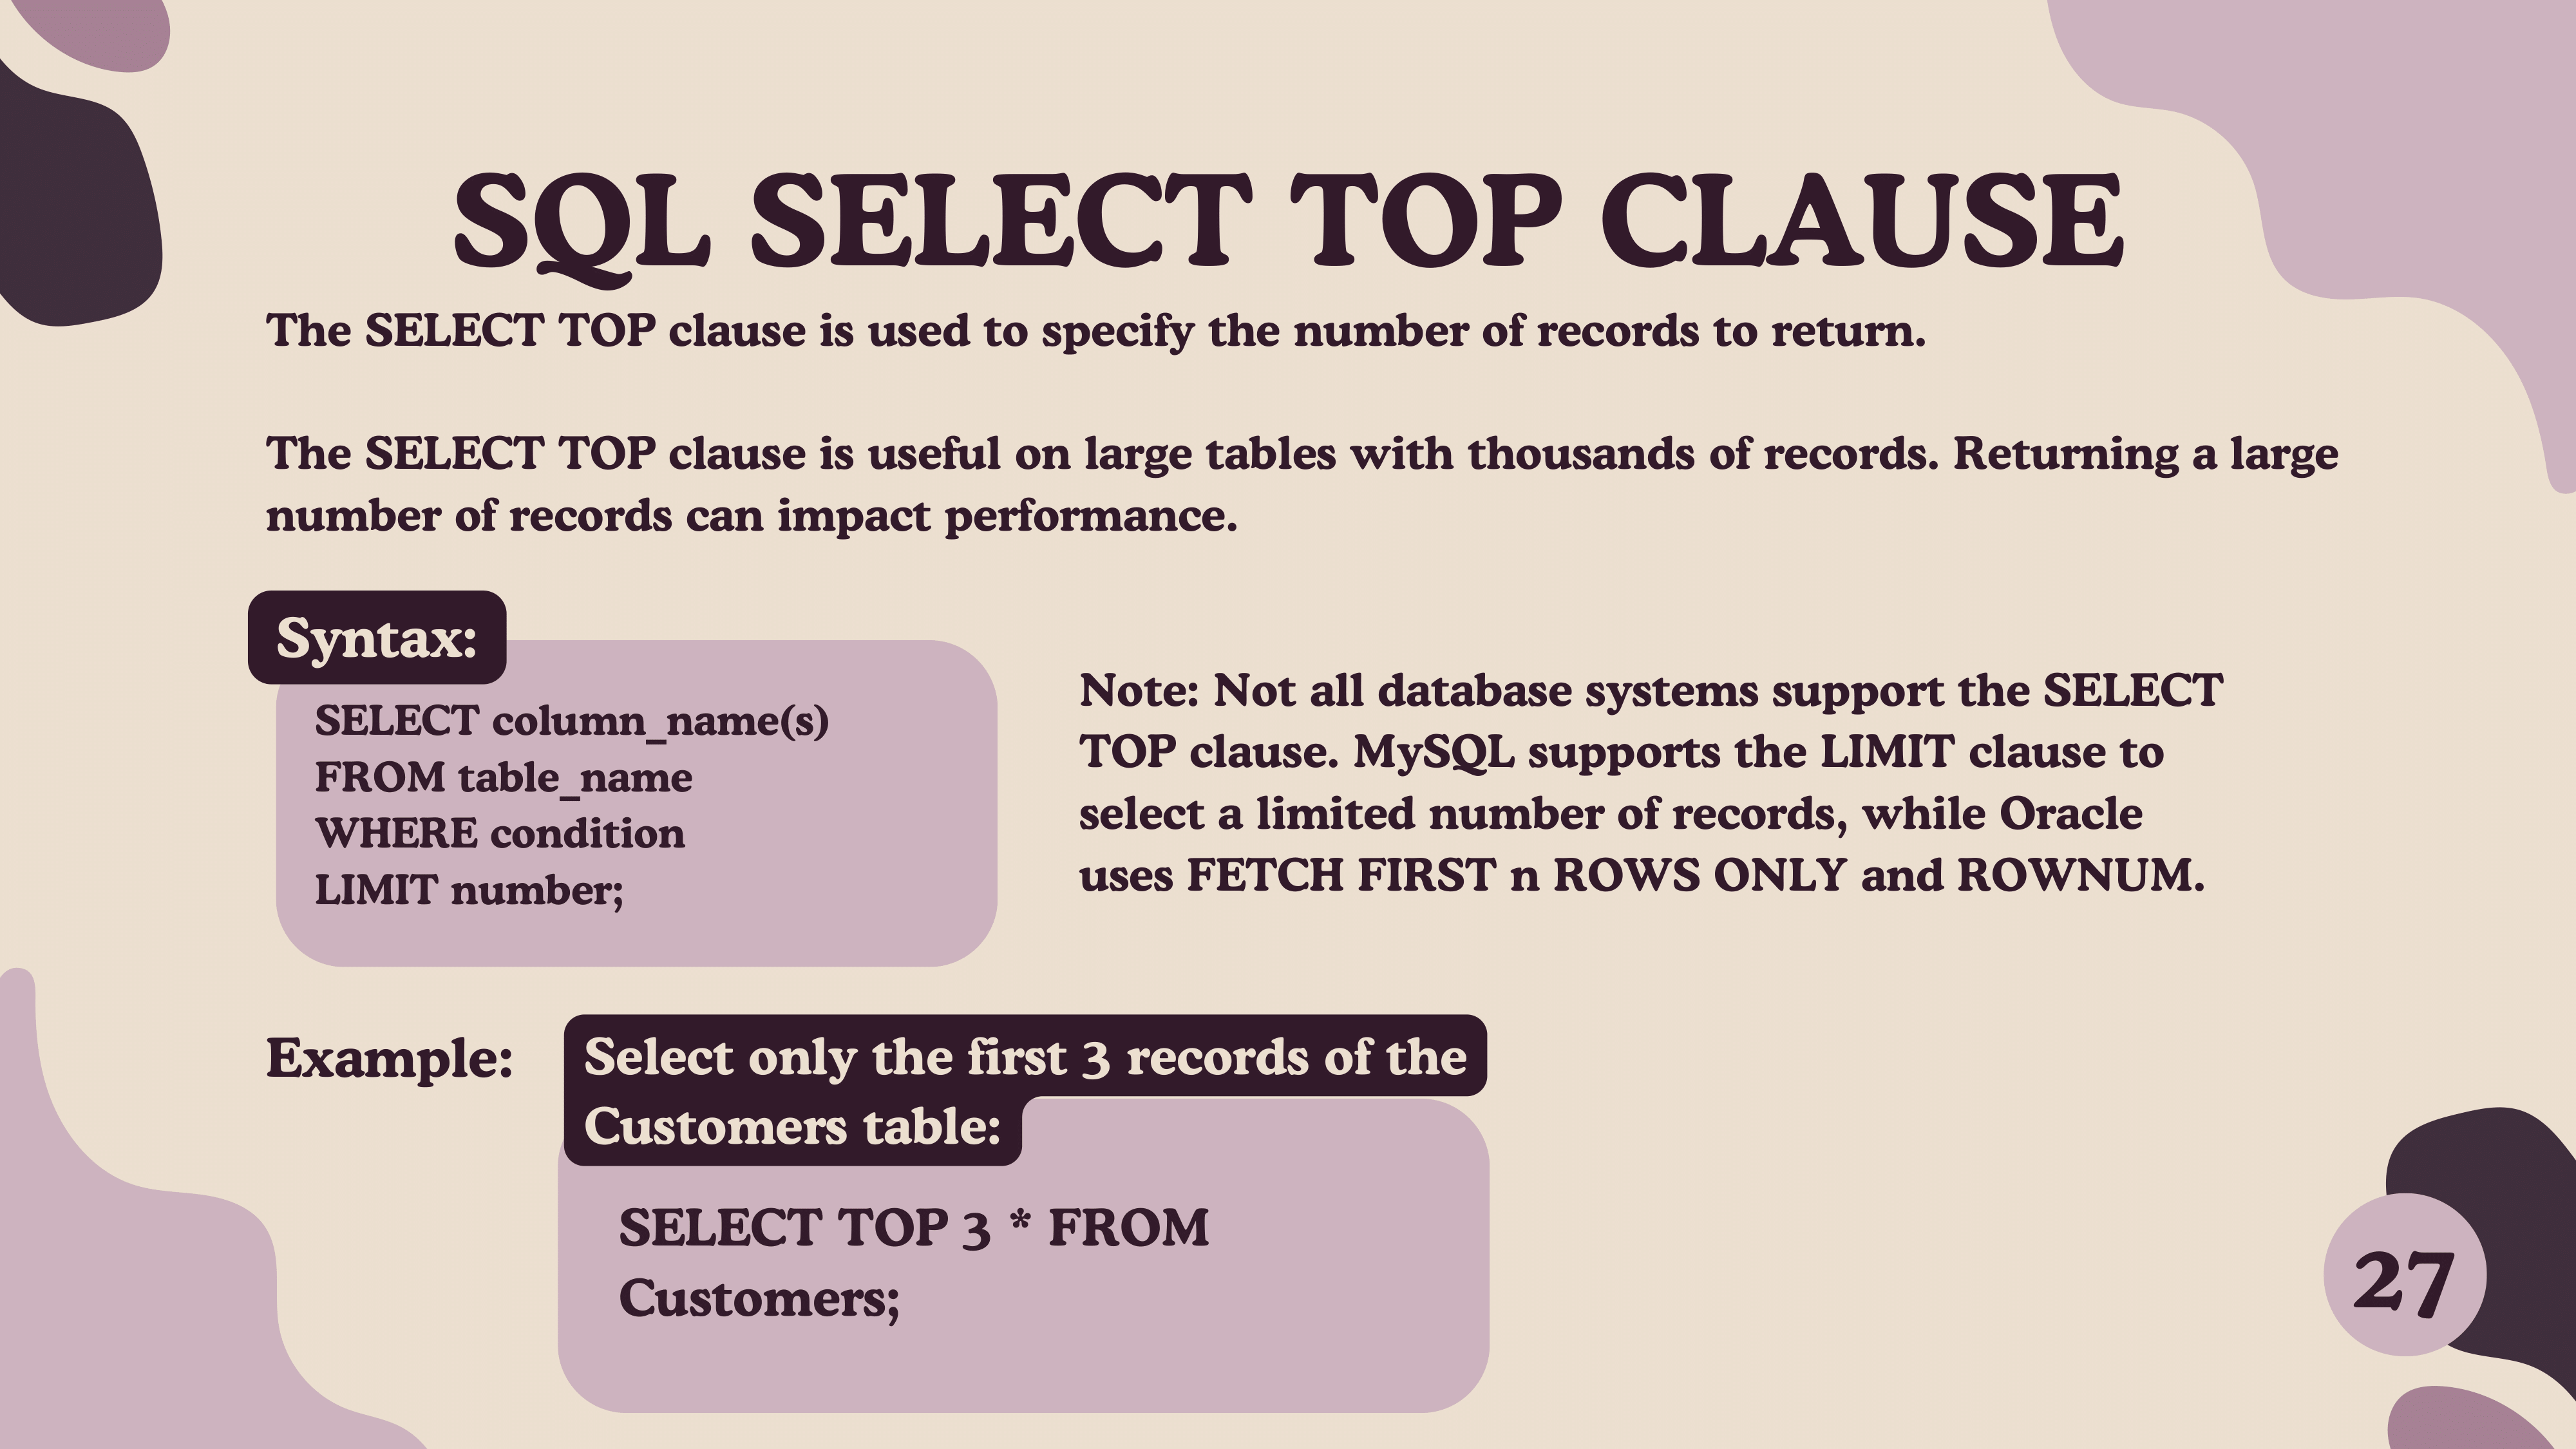 SQL SELECT TOP CLAUSE
The SELECT TOP clause is used to specify the number of records to return.
The SELECT TOP clause is useful on large tables with thousands of records. Returning a large
number of records can impact performance.
Syntax:
SELECT column_name(s)
FROM table_name
WHERE condition
LIMIT number;
Note: Not all database systems support the SELECT
TOP clause. MySQL supports the LIMIT clause to
select a limited number of records, while Oracle
uses FETCH FIRST n ROWS ONLY and ROWNUM.
Example:
Select only the first 3 records of the
Customers table:
SELECT TOP 3 * FROM
Customers;
27